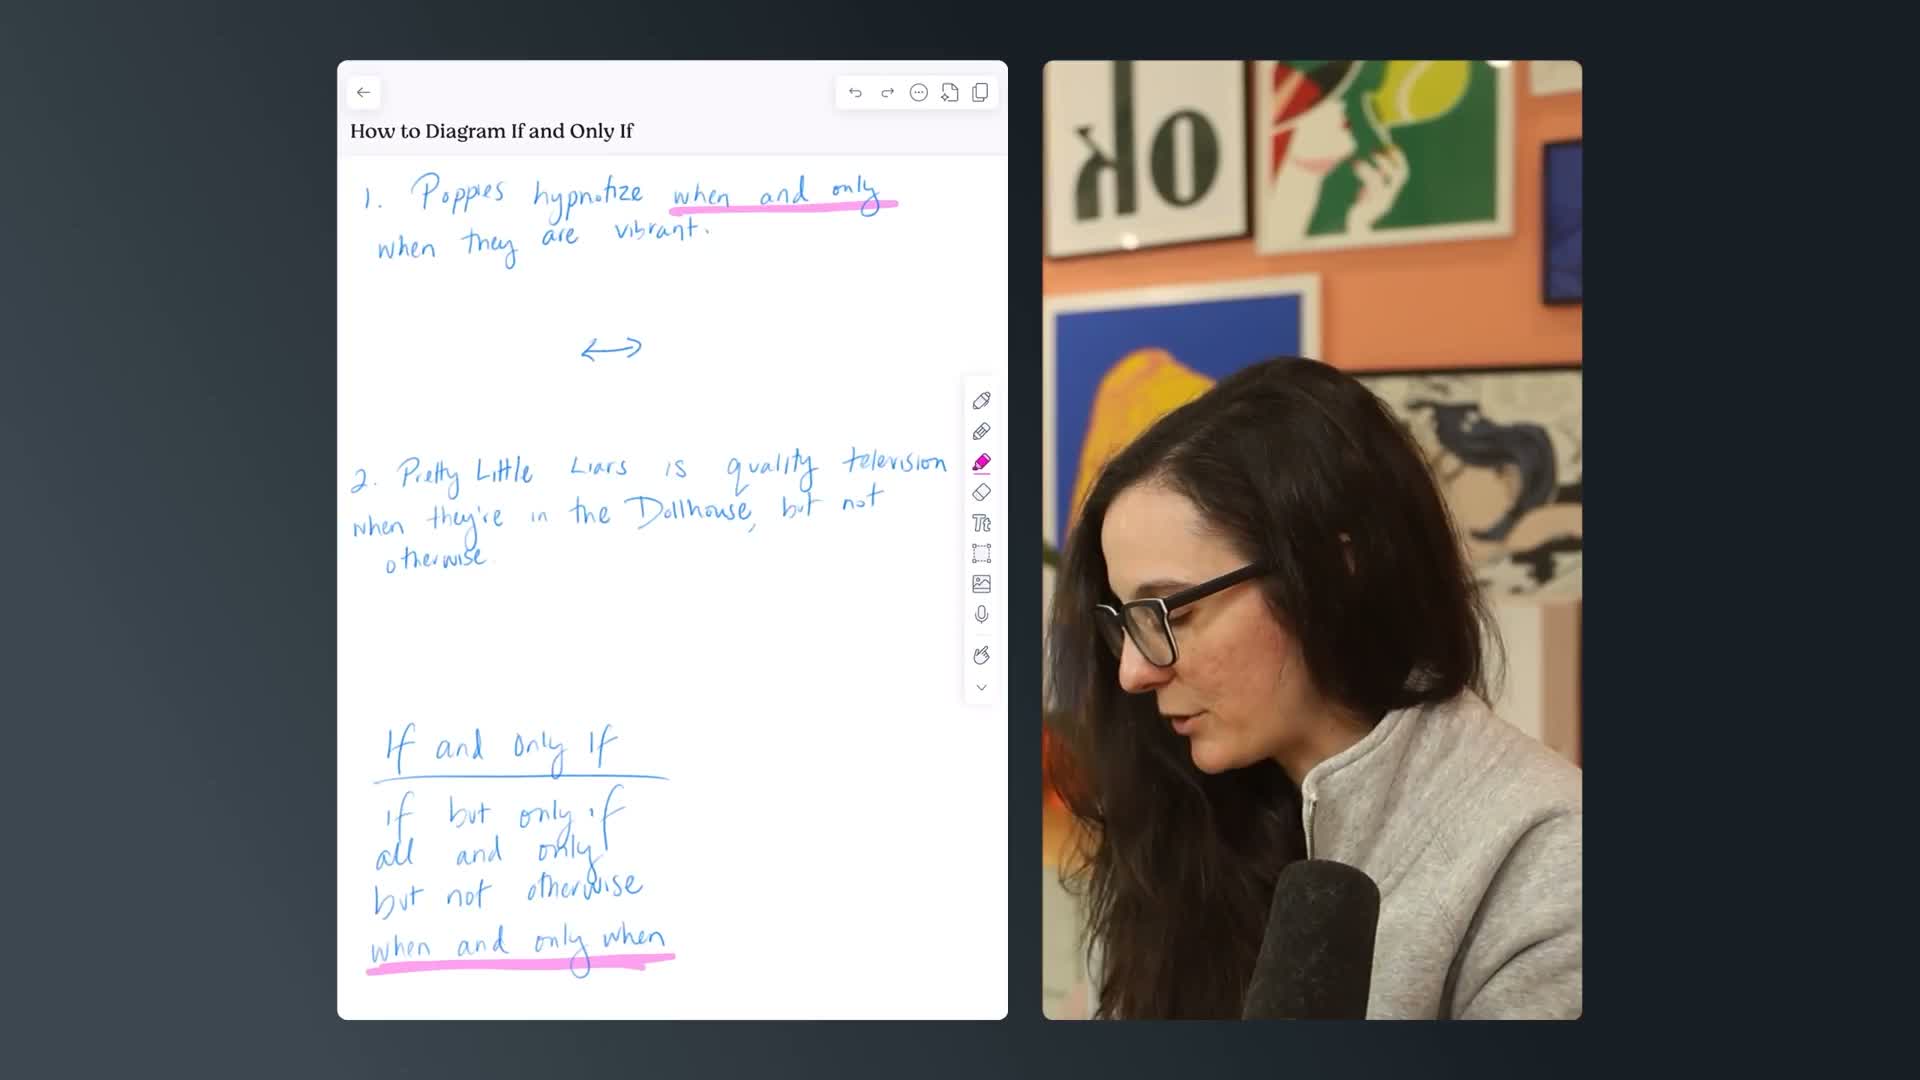 How to Diagram If and Only If
1. Poppies hypnotize when and only
when they are vibrant.
2. Pretty Little Liars is quality television
when they're in the Dollhouse, but not
otherwise.
If and only If
if but only if
all and only
but not otherwise
when and only when
Tt
ok